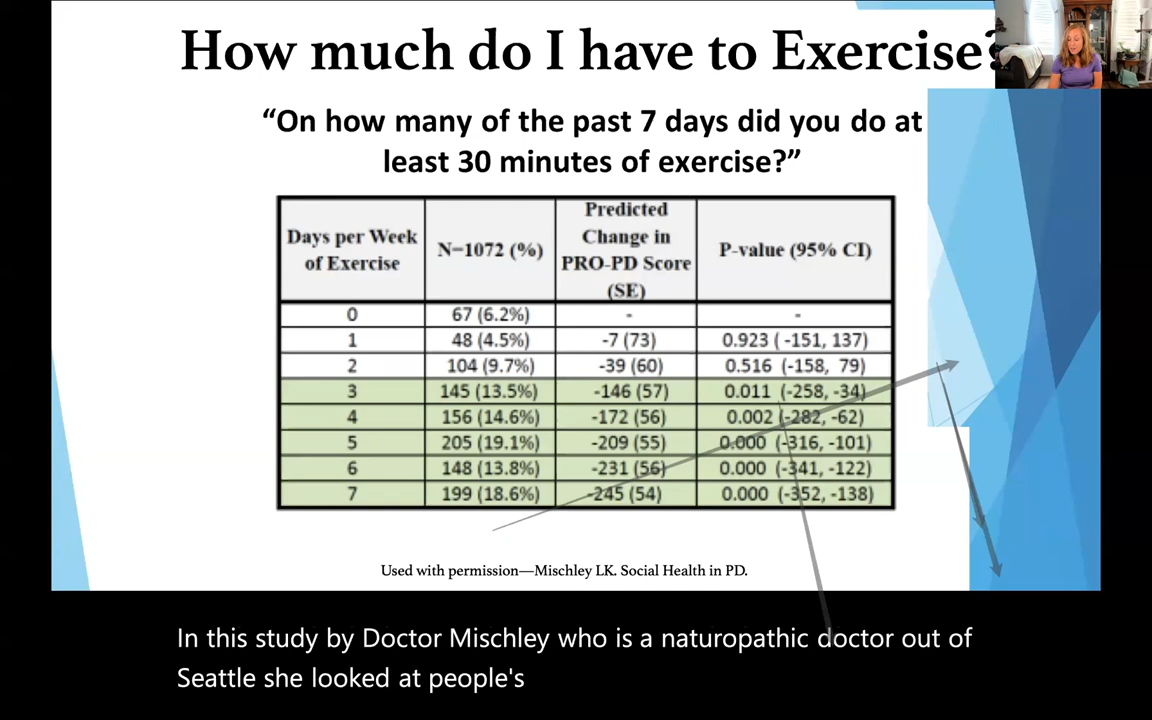 How much do I have to Exercise?
“On how many of the past 7 days did you do at
least 30 minutes of exercise?”
Days per Week of Exercise N=1072 (%) Predicted Change in PRO-PD Score (SE) P-value (95% CI)
0 67 (6.2%) - -
1 48 (4.5%) -7 (73) 0.923 ( -151, 137)
2 104 (9.7%) -39 (60) 0.516 (-158, 79)
3 145 (13.5%) -146 (57) 0.011 (-258, -34)
4 156 (14.6%) -172 (56) 0.002 (-282, -62)
5 205 (19.1%) -209 (55) 0.000 (-316, -101)
6 148 (13.8%) -231 (56) 0.000 (-341, -122)
7 199 (18.6%) -245 (54) 0.000 (-352, -138)
Used with permission—Mischley LK. Social Health in PD.
In this study by Doctor Mischley who is a naturopathic doctor out of
Seattle she looked at people's